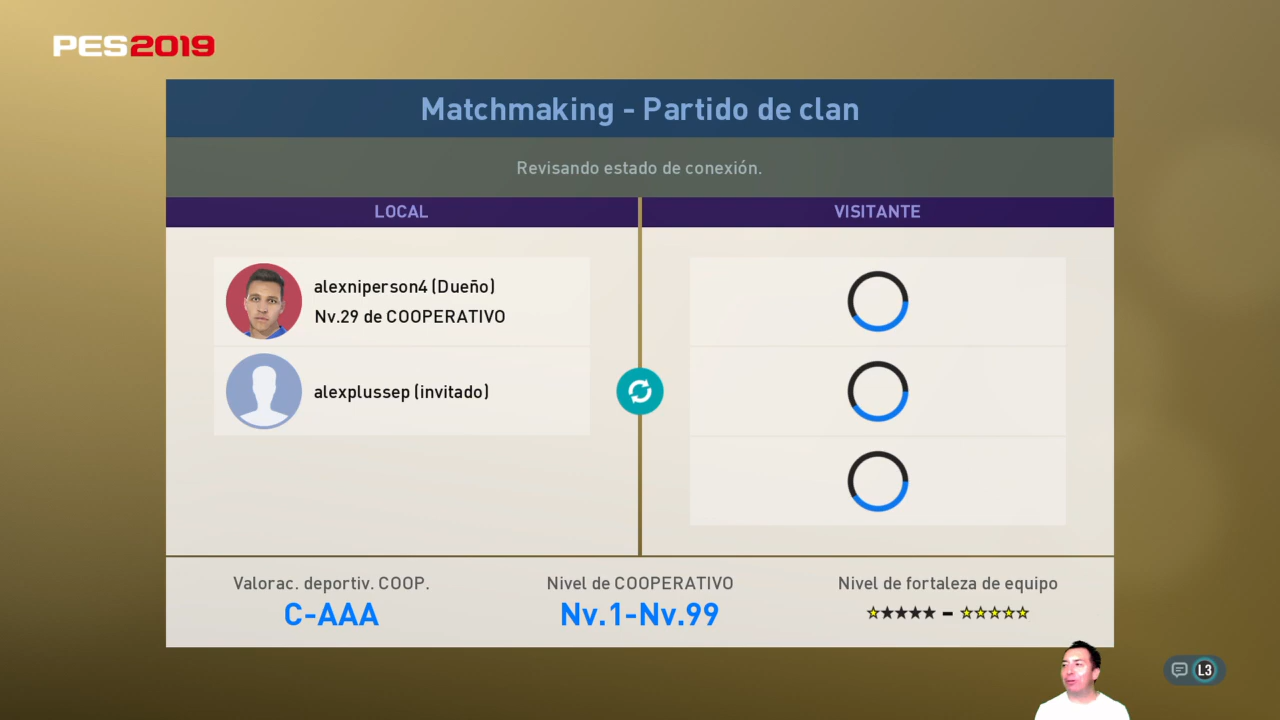 PES2019
Matchmaking - Partido de clan
Revisando estado de conexión.
LOCAL
VISITANTE
alexniperson4 (Dueño)
Nv.29 de COOPERATIVO
alexplussep (invitado)
Valorac. deportiv. COOP.
C-AAA
Nivel de COOPERATIVO
Nv.1-Nv.99
Nivel de fortaleza de equipo
L3